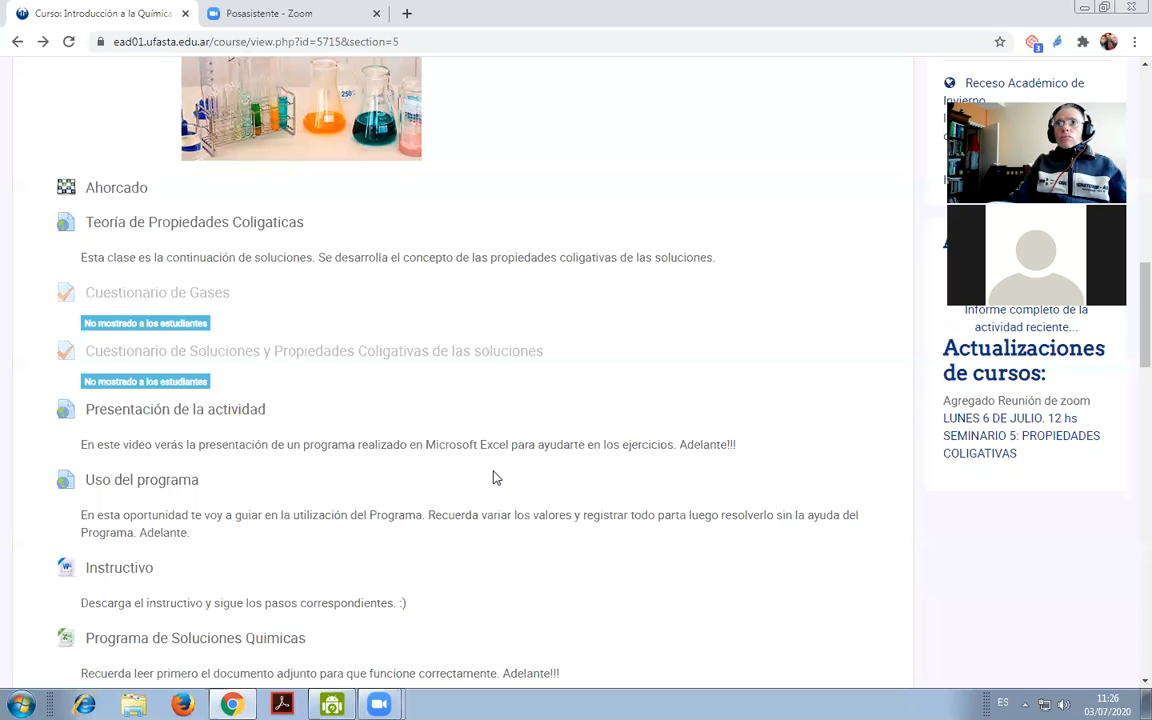 Curso: Introducción a la Química
Posasistente - Zoom
ead01.ufasta.edu.ar/course/view.php?id=5715&section=5
3
250
Ahorcado
Teoría de Propiedades Coligaticas
Esta clase es la continuación de soluciones. Se desarrolla el concepto de las propiedades coligativas de las soluciones.
Cuestionario de Gases
No mostrado a los estudiantes
Cuestionario de Soluciones y Propiedades Coligativas de las soluciones
No mostrado a los estudiantes
Presentación de la actividad
En este video verás la presentación de un programa realizado en Microsoft Excel para ayudarte en los ejercicios. Adelante!!!
Uso del programa
En esta oportunidad te voy a guiar en la utilización del Programa. Recuerda variar los valores y registrar todo parta luego resolverlo sin la ayuda del
Programa. Adelante.
Instructivo
Descarga el instructivo y sigue los pasos correspondientes. :)
Programa de Soluciones Quimicas
Recuerda leer primero el documento adjunto para que funcione correctamente. Adelante!!!
Receso Académico de
Invierno
Informe completo de la
actividad reciente...
Actualizaciones
de cursos:
Agregado Reunión de zoom
LUNES 6 DE JULIO. 12 hs
SEMINARIO 5: PROPIEDADES
COLIGATIVAS
ES
11:26
03/07/2020